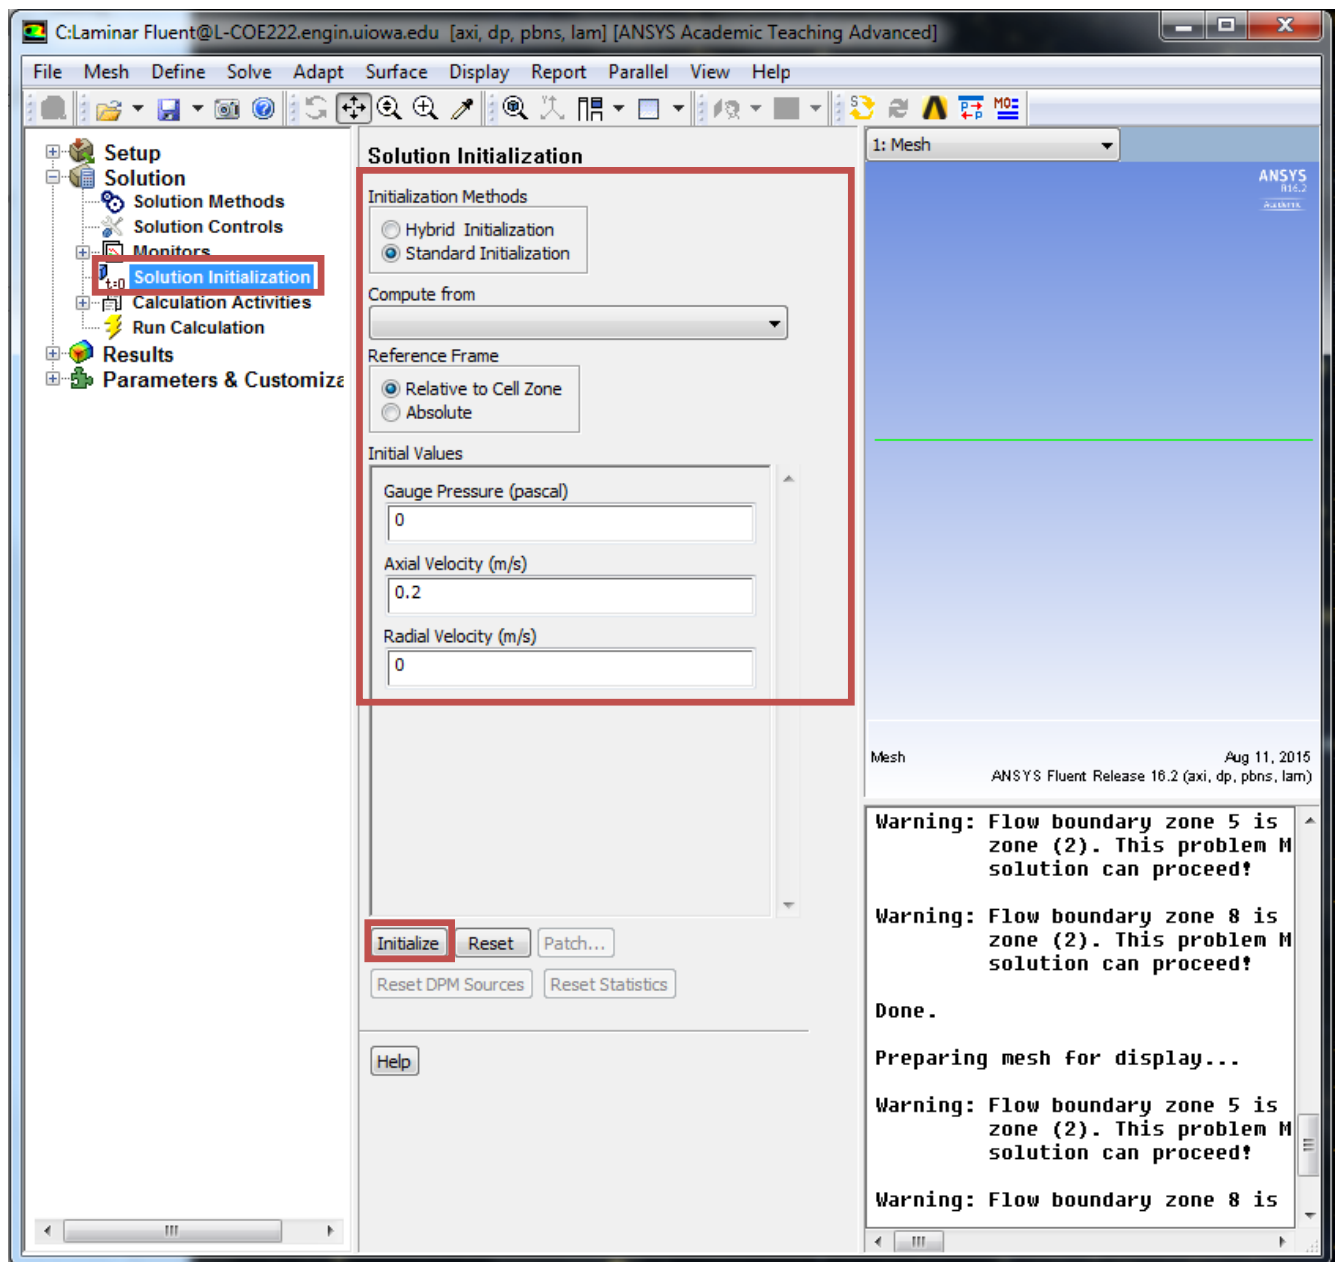 C:Laminar Fluent@L-COE222.engin.uiowa.edu [axi, dp, pbns, lam] [ANSYS Academic Teaching Advanced]
File Mesh Define Solve Adapt Surface Display Report Parallel View Help
Setup
Solution
Solution Methods
Solution Controls
Monitors
Solution Initialization
Calculation Activities
Run Calculation
Results
Parameters & Customiza
Solution Initialization
Initialization Methods
Hybrid Initialization
Standard Initialization
Compute from
Reference Frame
Relative to Cell Zone
Absolute
Initial Values
Gauge Pressure (pascal)
0
Axial Velocity (m/s)
0.2
Radial Velocity (m/s)
0
Initialize Reset Patch...
Reset DPM Sources Reset Statistics
Help
1: Mesh
ANSYS
R16.2
Academic
Mesh
Aug 11, 2015
ANSYS Fluent Release 16.2 (axi, dp, pbns, lam)
Warning: Flow boundary zone 5 is
zone (2). This problem M
solution can proceed!
Warning: Flow boundary zone 8 is
zone (2). This problem M
solution can proceed!
Done.
Preparing mesh for display...
Warning: Flow boundary zone 5 is
zone (2). This problem M
solution can proceed!
Warning: Flow boundary zone 8 is